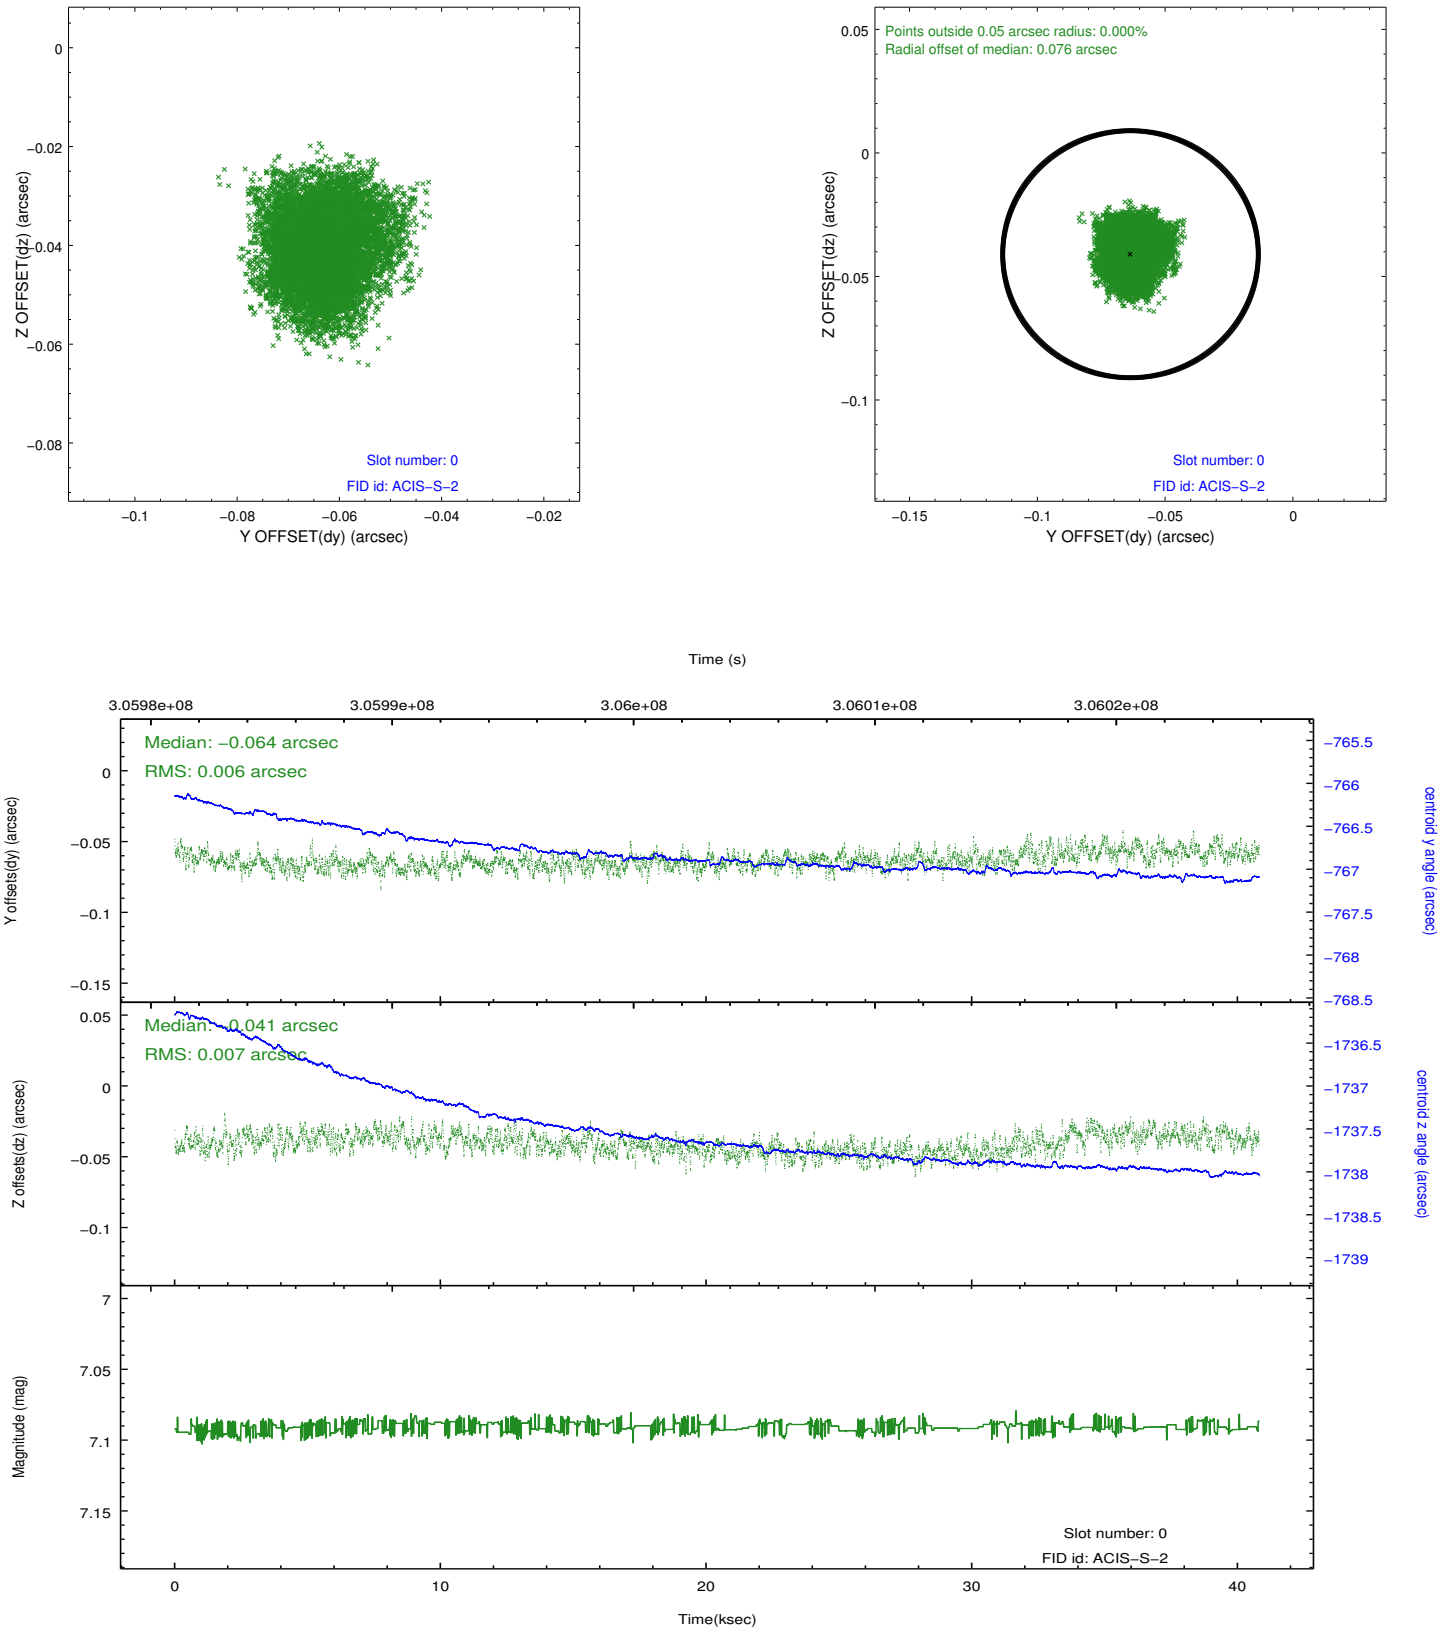 0
−0.02
−0.04
−0.06
−0.08
Z OFFSET(dz) (arcsec)
Slot number: 0
FID id: ACIS−S−2
−0.1 −0.08 −0.06 −0.04 −0.02
Y OFFSET(dy) (arcsec)
Points outside 0.05 arcsec radius: 0.000%
Radial offset of median: 0.076 arcsec
0.05
0
−0.05
−0.1
Z OFFSET(dz) (arcsec)
Slot number: 0
FID id: ACIS−S−2
−0.15 −0.1 −0.05 0
Y OFFSET(dy) (arcsec)
Time (s)
3.0598e+08 3.0599e+08 3.06e+08 3.0601e+08 3.0602e+08
Median: −0.064 arcsec
RMS: 0.006 arcsec
0
−0.05
−0.1
−0.15
Y offsets(dy) (arcsec)
−765.5
−766
−766.5
−767
−767.5
−768
−768.5
centroid y angle (arcsec)
Median: −0.041 arcsec
RMS: 0.007 arcsec
0.05
0
−0.05
−0.1
Z offsets(dz) (arcsec)
−1736.5
−1737
−1737.5
−1738
−1738.5
−1739
centroid z angle (arcsec)
7
7.05
7.1
7.15
Magnitude (mag)
Slot number: 0
FID id: ACIS−S−2
0 10 20 30 40
Time(ksec)